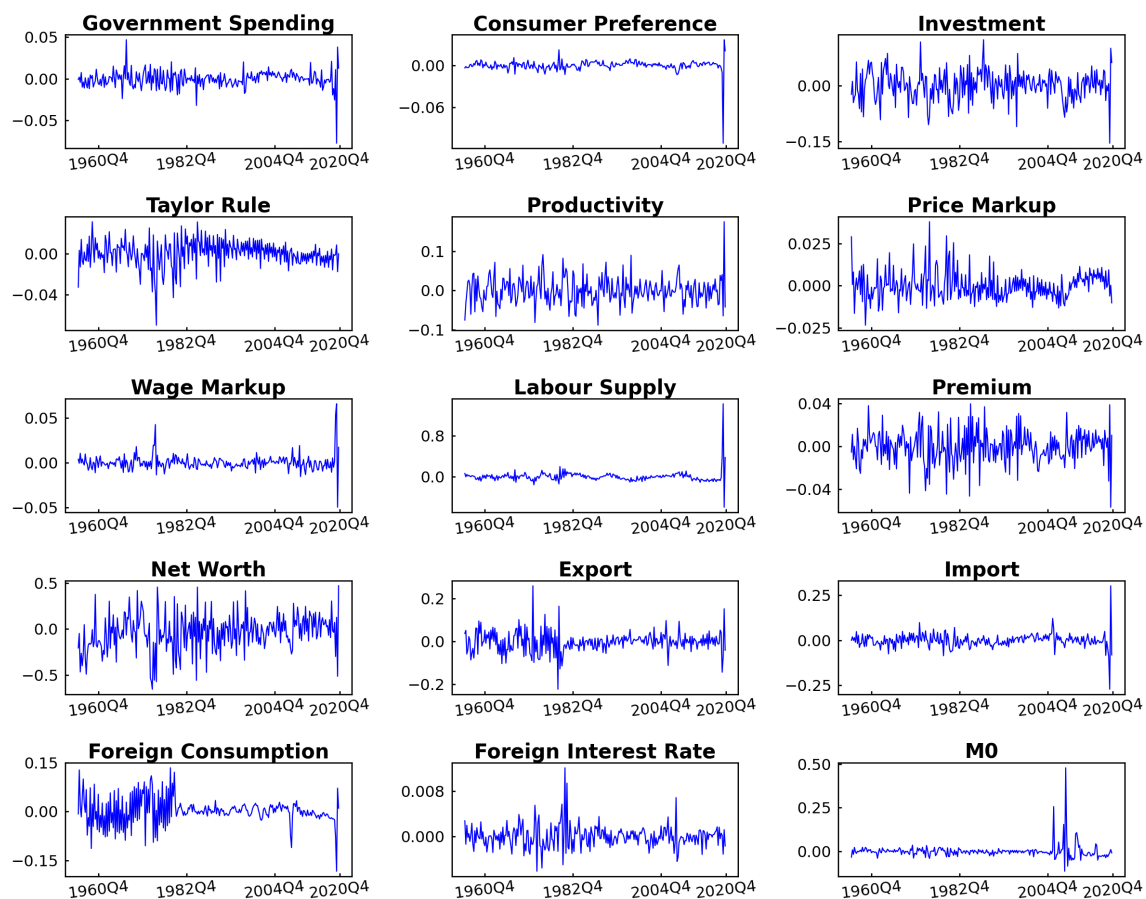 Government Spending
0.05
0.00
−0.05
1960Q4 1982Q4 2004Q4 2020Q4
Consumer Preference
0.00
−0.06
1960Q4 1982Q4 2004Q4 2020Q4
Investment
0.00
−0.15
1960Q4 1982Q4 2004Q4 2020Q4
Taylor Rule
0.00
−0.04
1960Q4 1982Q4 2004Q4 2020Q4
Productivity
0.1
0.0
−0.1
1960Q4 1982Q4 2004Q4 2020Q4
Price Markup
0.025
0.000
−0.025
1960Q4 1982Q4 2004Q4 2020Q4
Wage Markup
0.05
0.00
−0.05
1960Q4 1982Q4 2004Q4 2020Q4
Labour Supply
0.8
0.0
1960Q4 1982Q4 2004Q4 2020Q4
Premium
0.04
0.00
−0.04
1960Q4 1982Q4 2004Q4 2020Q4
Net Worth
0.5
0.0
−0.5
1960Q4 1982Q4 2004Q4 2020Q4
Export
0.2
0.0
−0.2
1960Q4 1982Q4 2004Q4 2020Q4
Import
0.25
0.00
−0.25
1960Q4 1982Q4 2004Q4 2020Q4
Foreign Consumption
0.15
0.00
−0.15
1960Q4 1982Q4 2004Q4 2020Q4
Foreign Interest Rate
0.008
0.000
1960Q4 1982Q4 2004Q4 2020Q4
M0
0.50
0.25
0.00
1960Q4 1982Q4 2004Q4 2020Q4